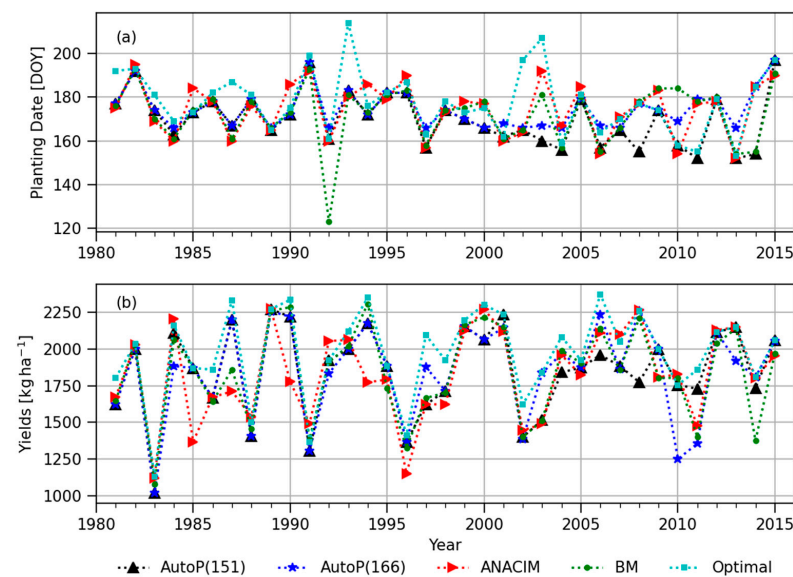 (a)
Planting Date [DOY]
200
180
160
140
120
1980 1985 1990 1995 2000 2005 2010 2015
(b)
Yields [kg ha⁻¹]
2250
2000
1750
1500
1250
1000
1980 1985 1990 1995 2000 2005 2010 2015
Year
AutoP(151) AutoP(166) ANACIM BM Optimal